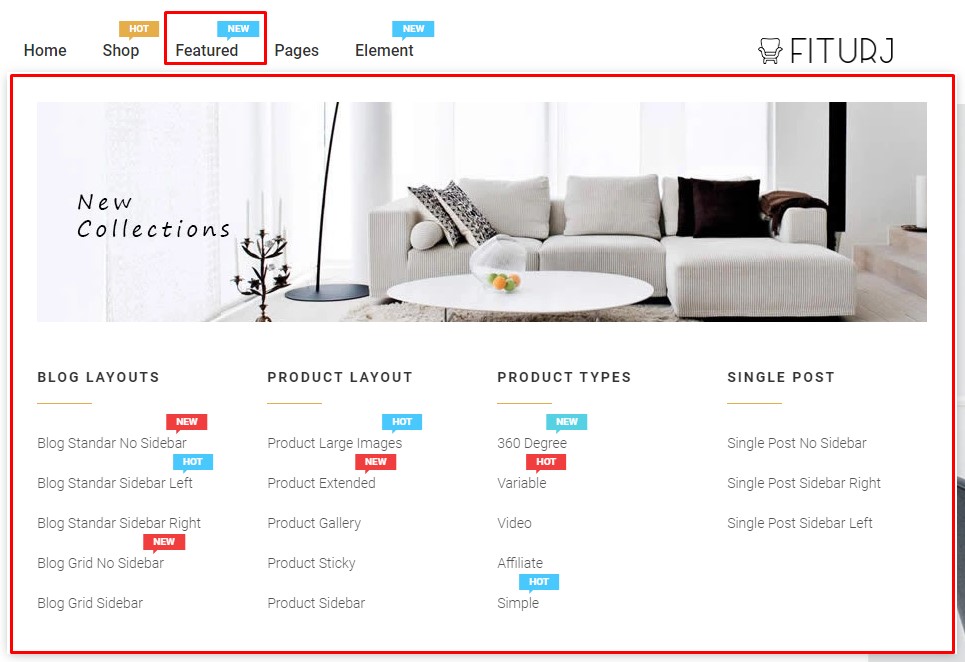 HOT
NEW
NEW
Home Shop Featured Pages Element
FITURJ
New
Collections
BLOG LAYOUTS
NEW
Blog Standar No Sidebar
HOT
Blog Standar Sidebar Left
Blog Standar Sidebar Right
NEW
Blog Grid No Sidebar
Blog Grid Sidebar
PRODUCT LAYOUT
HOT
Product Large Images
NEW
Product Extended
Product Gallery
Product Sticky
Product Sidebar
PRODUCT TYPES
NEW
360 Degree
HOT
Variable
Video
Affiliate
HOT
Simple
SINGLE POST
Single Post No Sidebar
Single Post Sidebar Right
Single Post Sidebar Left